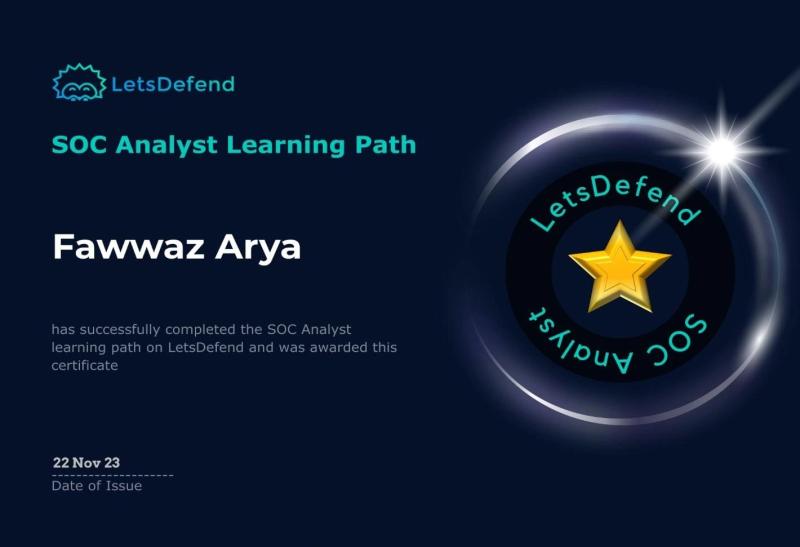 LetsDefend
SOC Analyst Learning Path
Fawwaz Arya
has successfully completed the SOC Analyst
learning path on LetsDefend and was awarded this
certificate
22 Nov 23
Date of Issue
LetsDefend
SOC Analyst